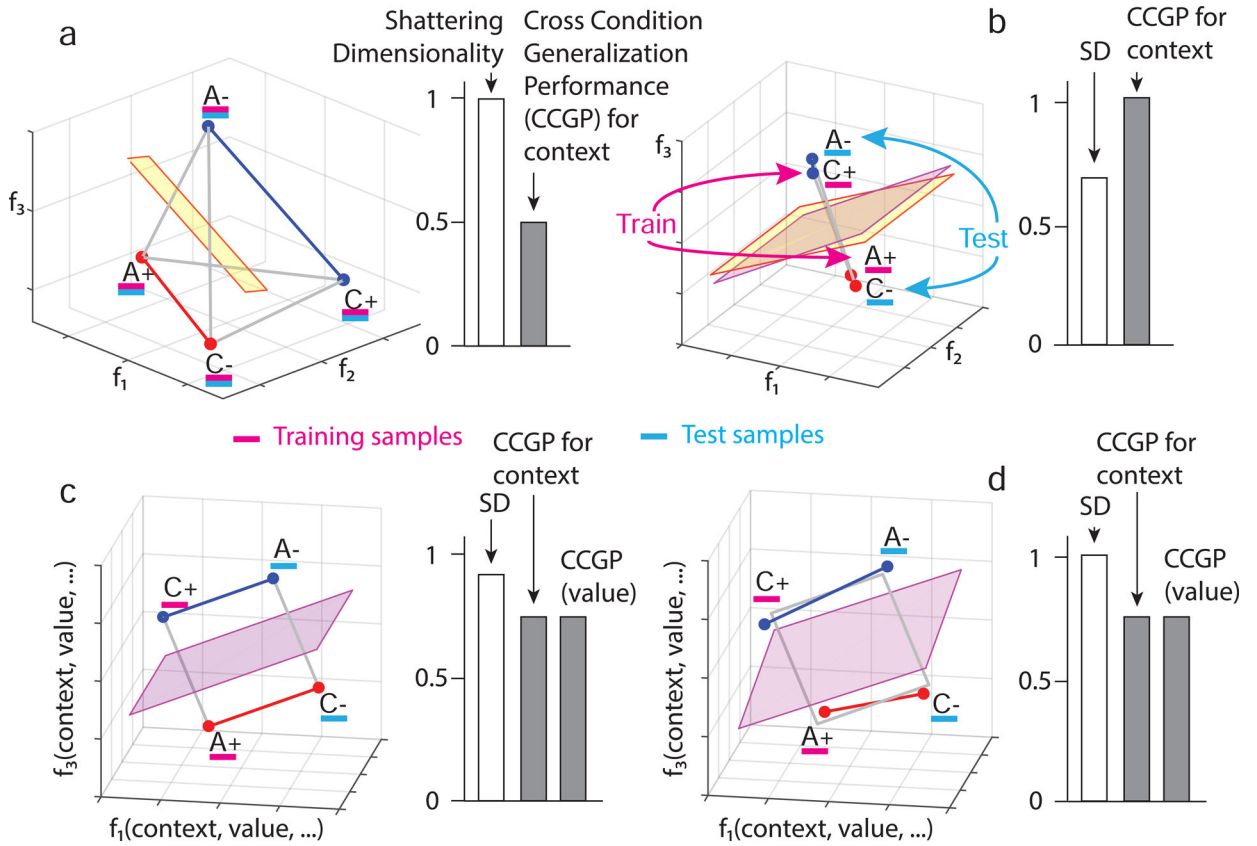 a
Shattering
Dimensionality
Cross Condition
Generalization
Performance
(CCGP) for
context
1
0.5
0
A-
A+
C+
C-
f₃
f₁
f₂
b
SD
CCGP for
context
1
0.5
0
f₃
A-
C+
Train
Test
A+
C-
f₁
f₂
Training samples
Test samples
c
CCGP for
context
SD
CCGP
(value)
1
0.5
0
A-
C+
C-
A+
f₃(context, value, ...)
f₁(context, value, ...)
d
CCGP for
context
SD
CCGP
(value)
1
0.5
0
A-
C+
C-
A+
f₃(context, value, ...)
f₁(context, value, ...)